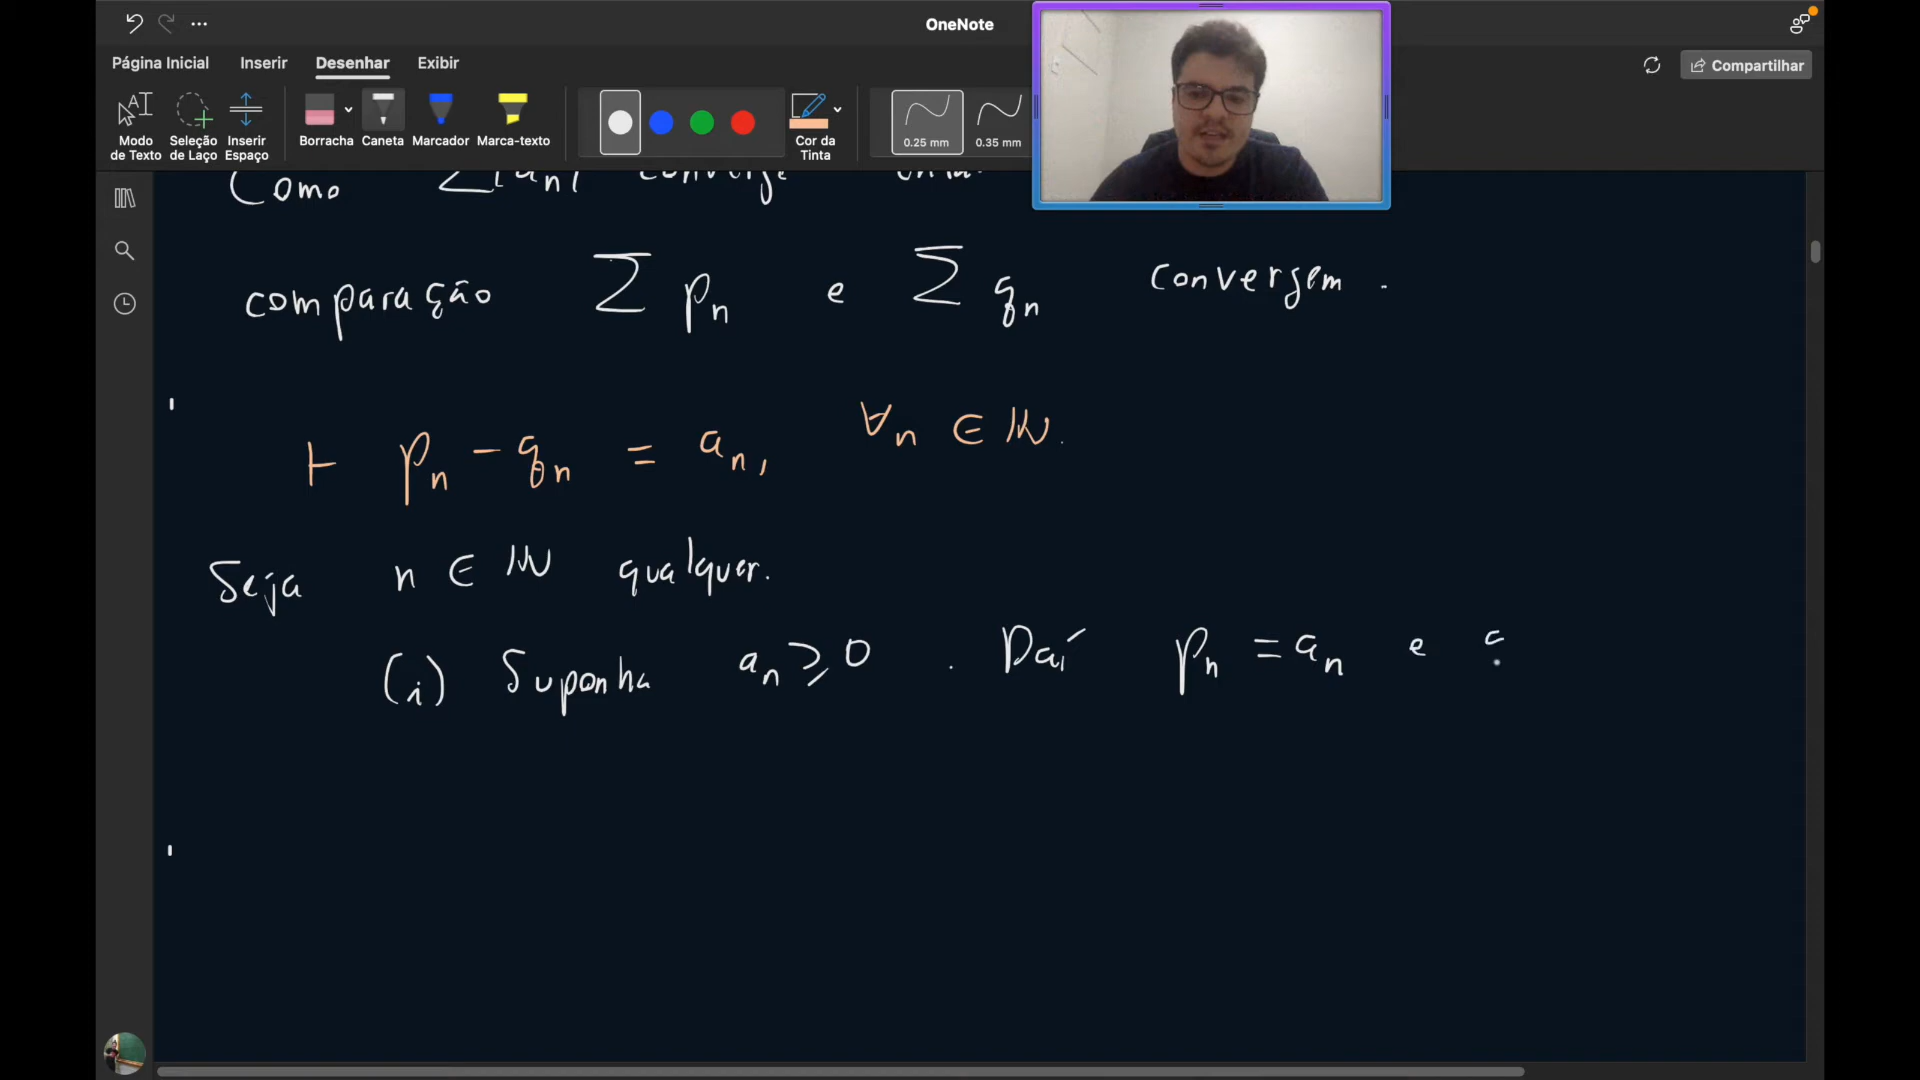 OneNote
Página Inicial Inserir Desenhar Exibir
Compartilhar
Modo de Texto Seleção de Laço Inserir Espaço Borracha Caneta Marcador Marca-texto Cor da Tinta 0.25 mm 0.35 mm
Como ∑|an| converge
comparação ∑ pn e ∑ qn convergem.
⊢ pn - qn = an, ∀n ∈ ℕ.
Seja n ∈ ℕ qualquer.
(i) Suponha an ≥ 0. Daí pn = an e